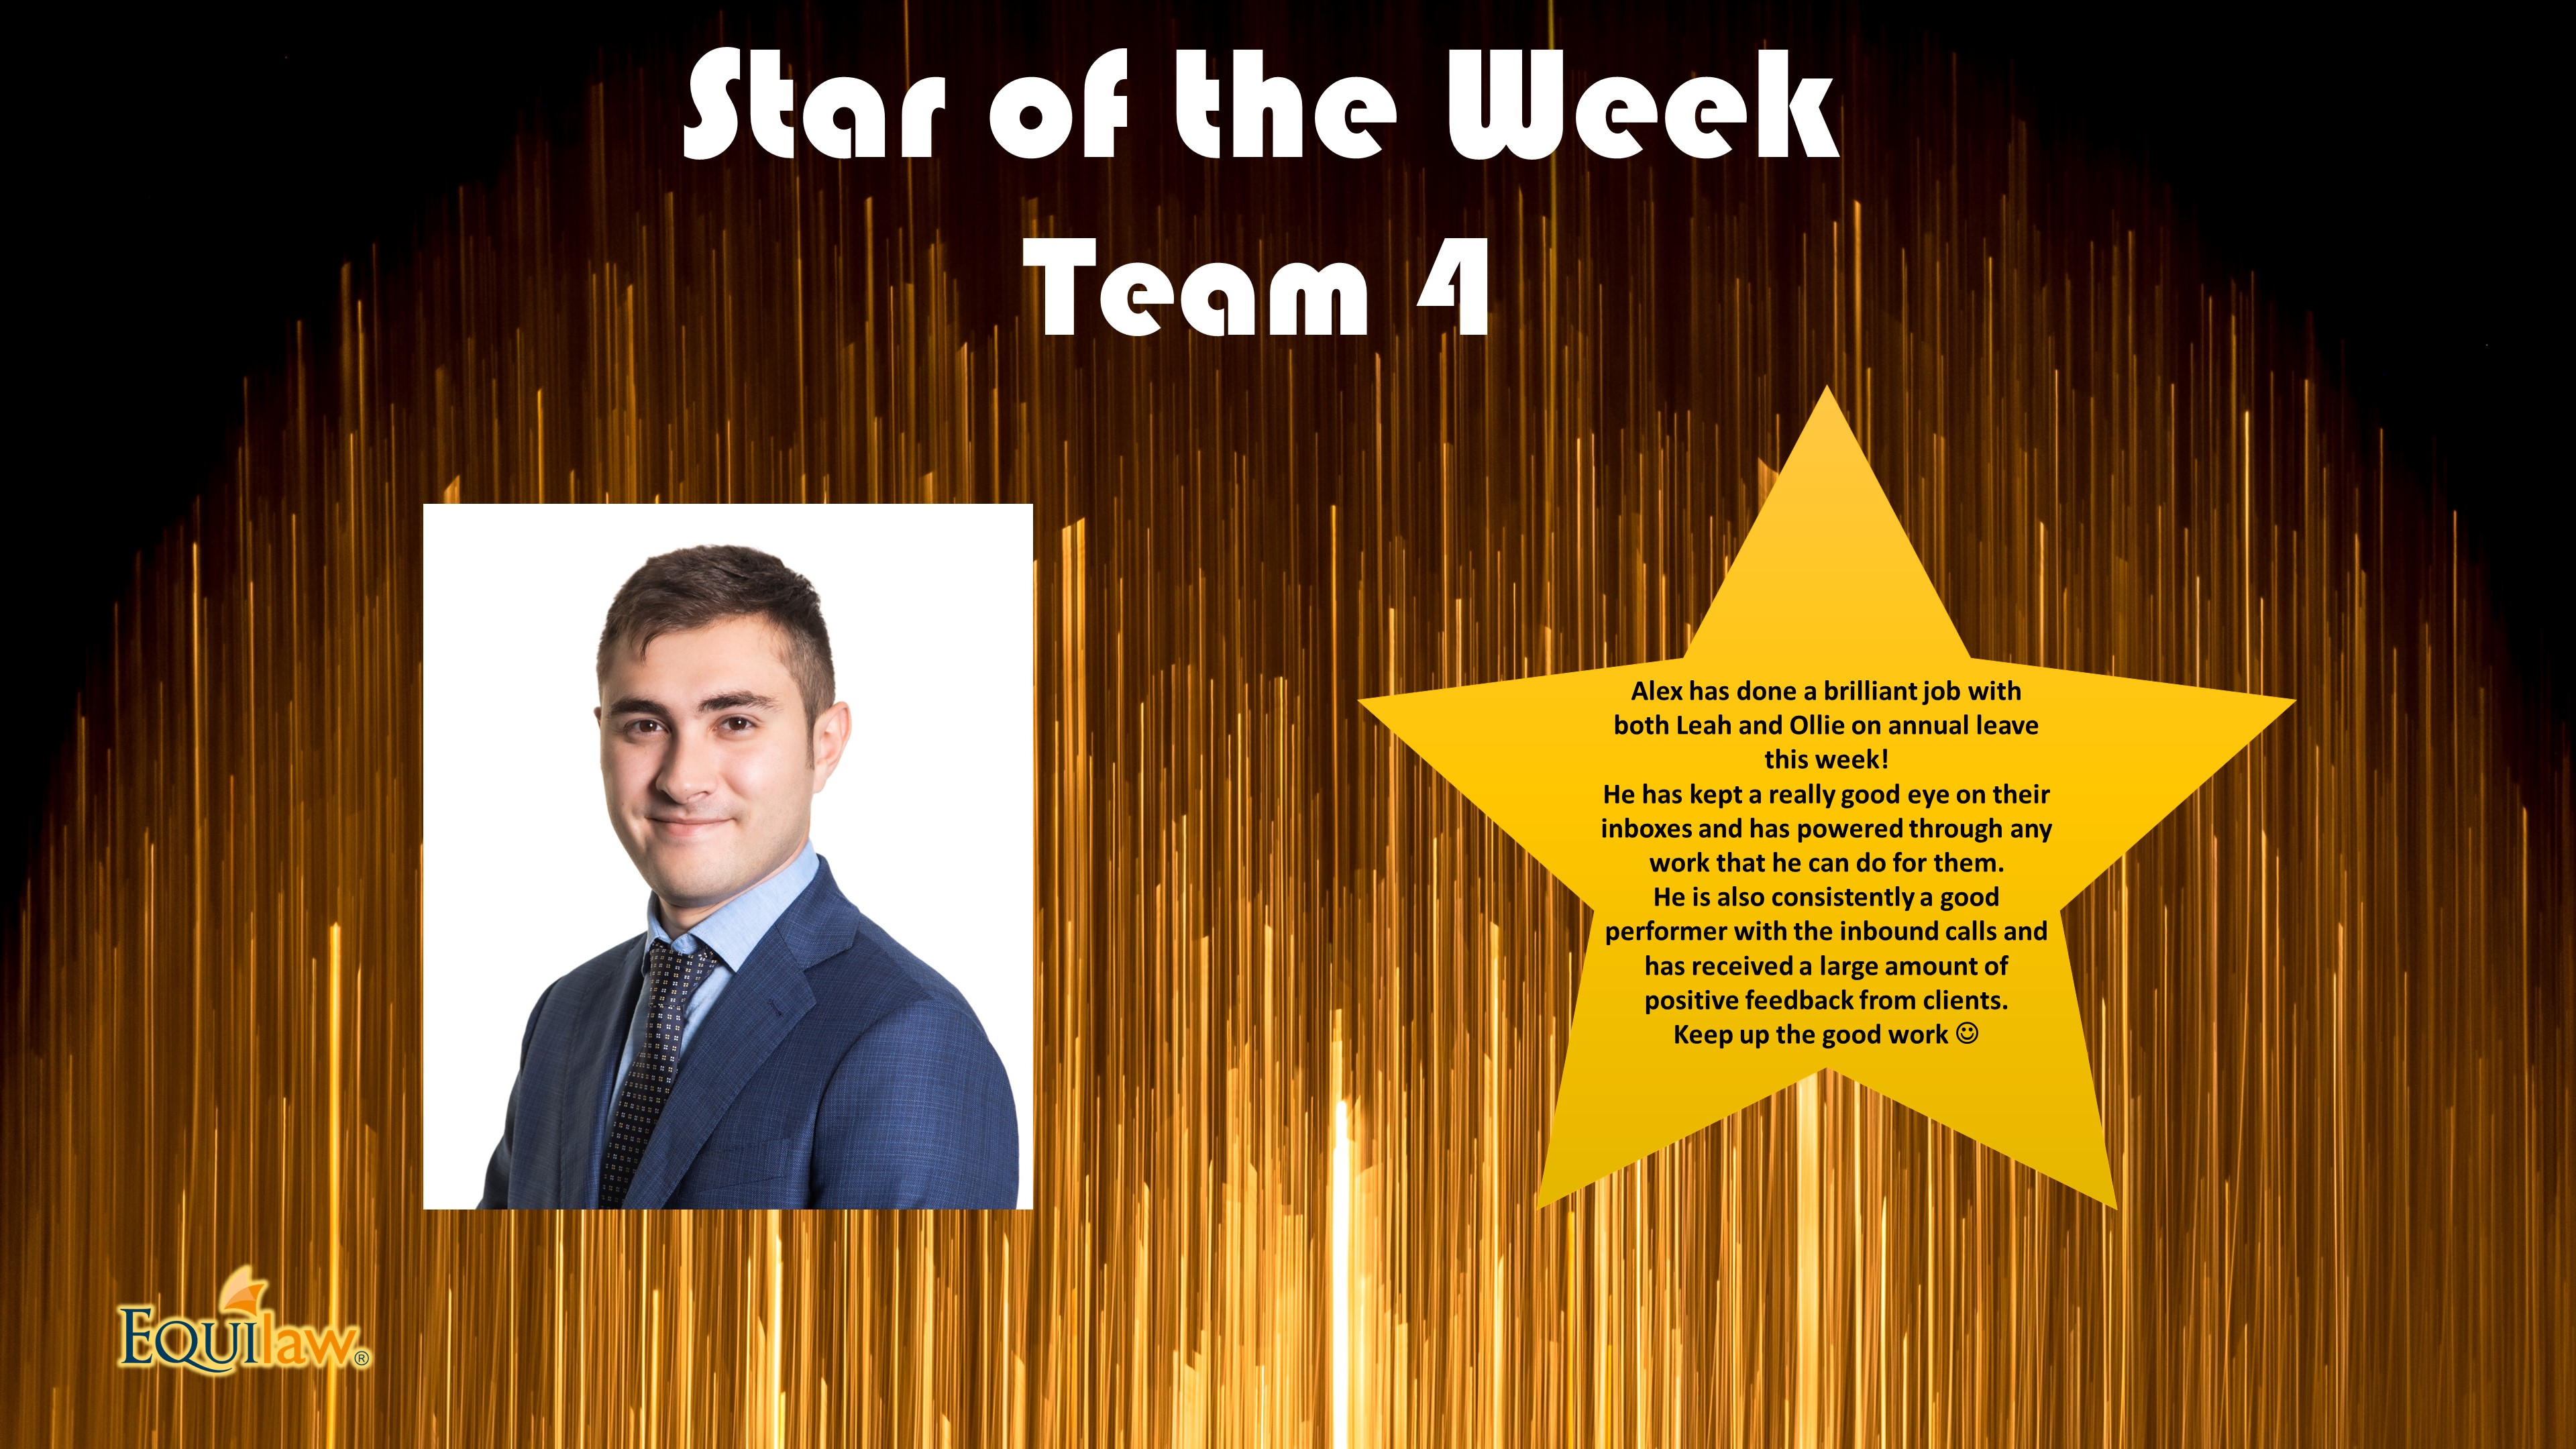 Star of the Week
Team 4
Alex has done a brilliant job with
both Leah and Ollie on annual leave
this week!
He has kept a really good eye on their
inboxes and has powered through any
work that he can do for them.
He is also consistently a good
performer with the inbound calls and
has received a large amount of
positive feedback from clients.
Keep up the good work ☺
EQUIlaw®